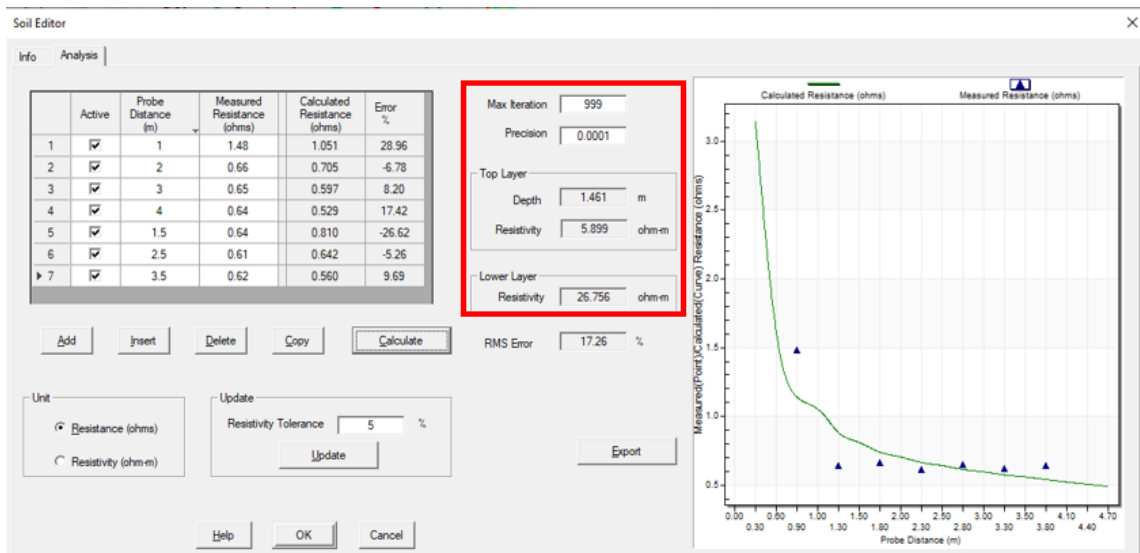 Soil Editor
Info Analysis
Active Probe Distance (m) Measured Resistance (ohms) Calculated Resistance (ohms) Error %
1 1 1.48 1.051 28.96
2 2 0.66 0.705 -6.78
3 3 0.65 0.597 8.20
4 4 0.64 0.529 17.42
5 1.5 0.64 0.810 -26.62
6 2.5 0.61 0.642 -5.26
7 3.5 0.62 0.560 9.69
Add Insert Delete Copy Calculate
Unit
Resistance (ohms)
Resistivity (ohm-m)
Update
Resistivity Tolerance 5 %
Update
Help OK Cancel
Max Iteration 999
Precision 0.0001
Top Layer
Depth 1.461 m
Resistivity 5.899 ohm-m
Lower Layer
Resistivity 26.756 ohm-m
RMS Error 17.26 %
Export
Calculated Resistance (ohms) Measured Resistance (ohms)
Measured(Point)/Calculated(Curve) Resistance (ohms)
3.0
2.5
2.0
1.5
1.0
0.5
0.00 0.60 1.00 1.50 2.00 2.50 3.00 3.50 4.10 4.70
0.30 0.90 1.30 1.80 2.30 2.80 3.30 3.80 4.40
Probe Distance (m)